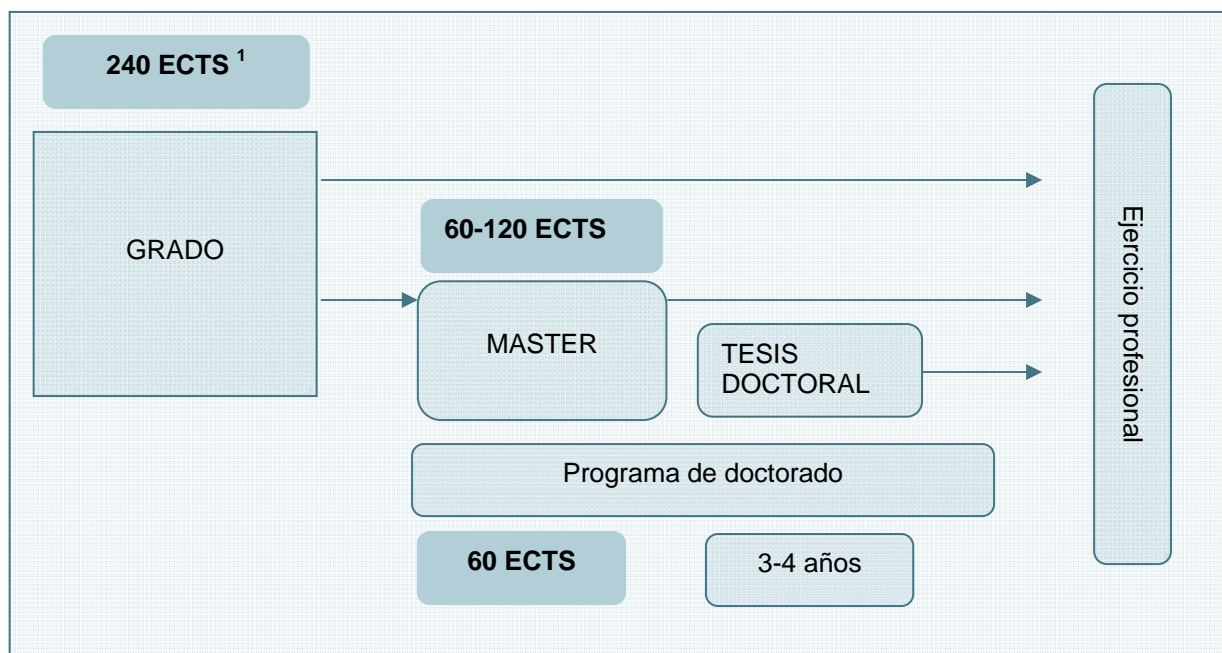 240 ECTS 1
GRADO
60-120 ECTS
MASTER
TESIS
DOCTORAL
Programa de doctorado
60 ECTS
3-4 años
Ejercicio profesional